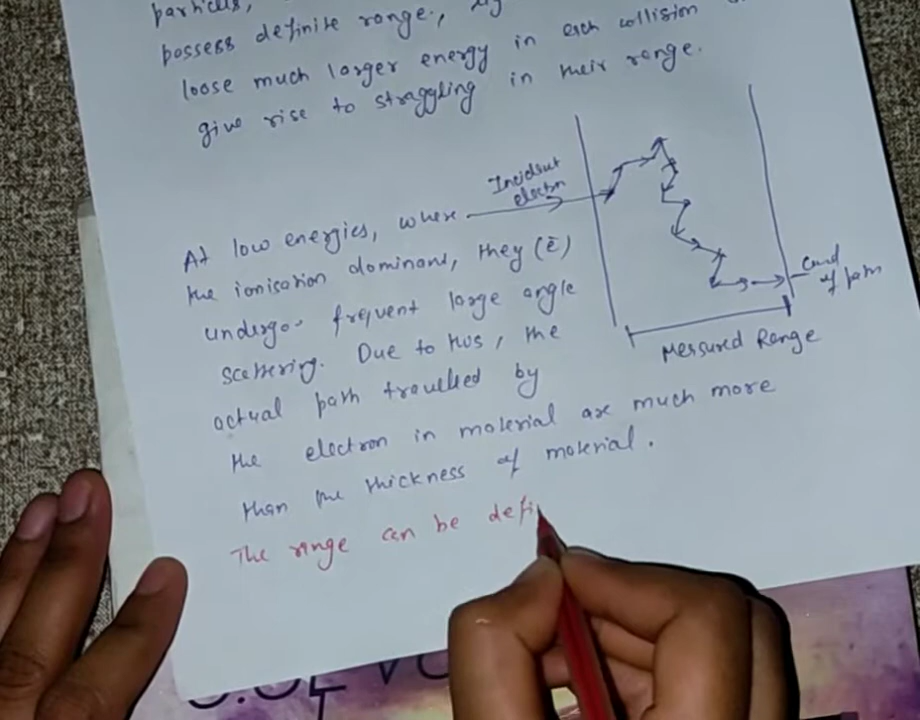 particles,
possess definite range.,
loose much larger energy in each collision
give rise to straggling in their range.
Incident
electron
At low energies, where
the ionisation dominant, they (ē)
undergo frequent large angle
scattering. Due to this, the
actual path travelled by
the electron in material are much more
than the thickness of material.
of path
Measured Range
The range can be defi